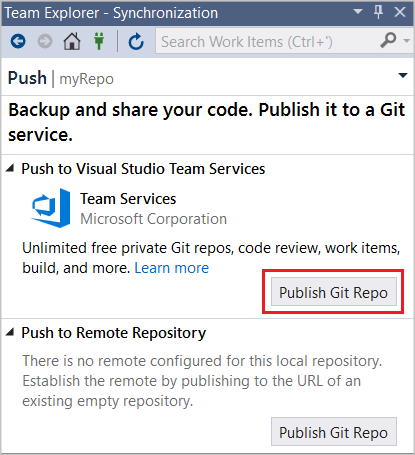 Team Explorer - Synchronization
Search Work Items (Ctrl+')
Push | myRepo
Backup and share your code. Publish it to a Git
service.
Push to Visual Studio Team Services
Team Services
Microsoft Corporation
Unlimited free private Git repos, code review, work items,
build, and more. Learn more
Publish Git Repo
Push to Remote Repository
There is no remote configured for this local repository.
Establish the remote by publishing to the URL of an
existing empty repository.
Publish Git Repo